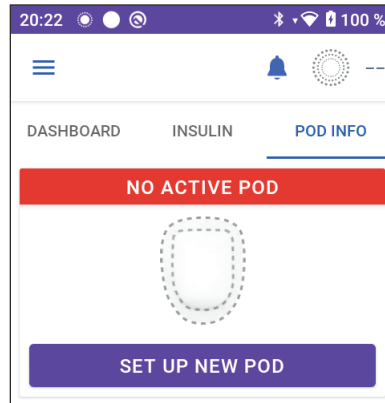 20:22 100 %
--
DASHBOARD INSULIN POD INFO
NO ACTIVE POD
SET UP NEW POD